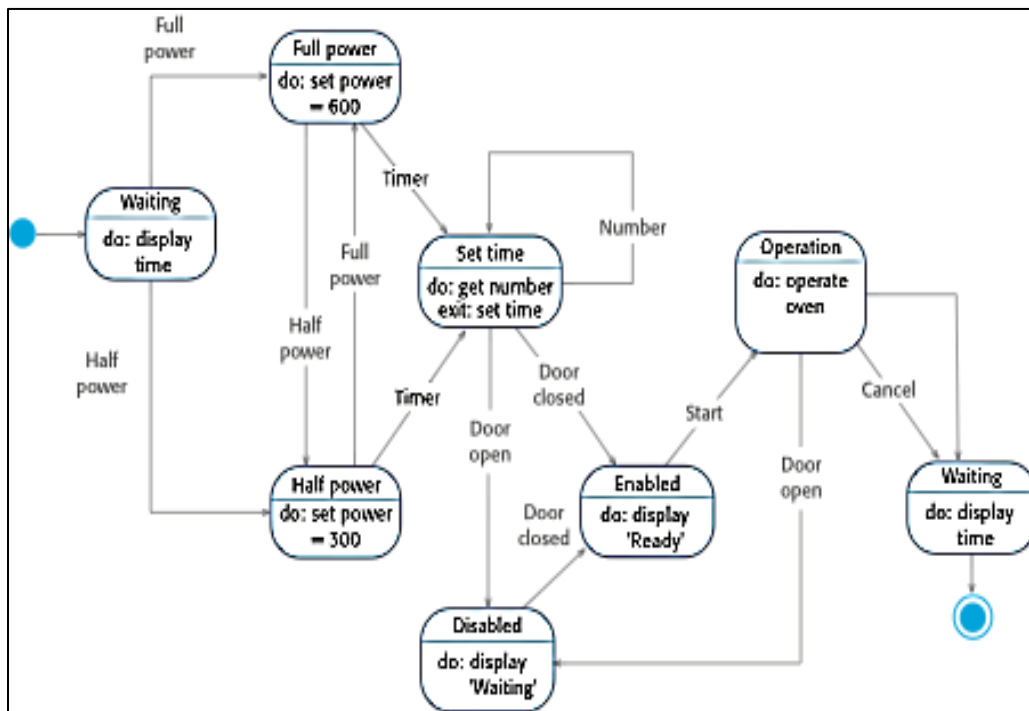 Full
power
Full power
do: set power
= 600
Timer
Number
Waiting
do: display
time
Full
power
Set time
do: get number
exit: set time
Operation
do: operate
oven
Half
power
Half
power
Timer
Door
closed
Door
open
Start
Cancel
Door
open
Half power
do: set power
= 300
Door
closed
Enabled
do: display
'Ready'
Waiting
do: display
time
Disabled
do: display
'Waiting'